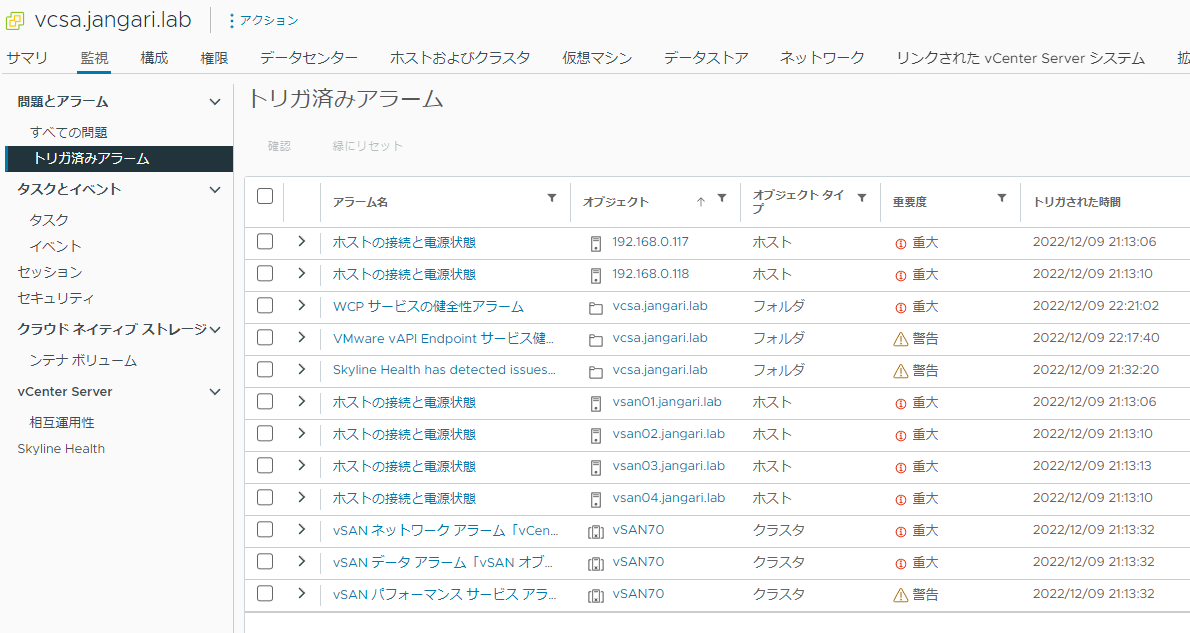 vcsa.jangari.lab
アクション
サマリ 監視 構成 権限 データセンター ホストおよびクラスタ 仮想マシン データストア ネットワーク リンクされた vCenter Server システム 拡
問題とアラーム
すべての問題
トリガ済みアラーム
タスクとイベント
タスク
イベント
セッション
セキュリティ
クラウド ネイティブ ストレージ
ンテナ ボリューム
vCenter Server
相互運用性
Skyline Health
トリガ済みアラーム
確認 緑にリセット
アラーム名 オブジェクト オブジェクト タイプ 重要度 トリガされた時間
ホストの接続と電源状態 192.168.0.117 ホスト 重大 2022/12/09 21:13:06
ホストの接続と電源状態 192.168.0.118 ホスト 重大 2022/12/09 21:13:10
WCP サービスの健全性アラーム vcsa.jangari.lab フォルダ 重大 2022/12/09 22:21:02
VMware vAPI Endpoint サービス健... vcsa.jangari.lab フォルダ 警告 2022/12/09 22:17:40
Skyline Health has detected issues... vcsa.jangari.lab フォルダ 警告 2022/12/09 21:32:20
ホストの接続と電源状態 vsan01.jangari.lab ホスト 重大 2022/12/09 21:13:06
ホストの接続と電源状態 vsan02.jangari.lab ホスト 重大 2022/12/09 21:13:10
ホストの接続と電源状態 vsan03.jangari.lab ホスト 重大 2022/12/09 21:13:13
ホストの接続と電源状態 vsan04.jangari.lab ホスト 重大 2022/12/09 21:13:10
vSAN ネットワーク アラーム「vCen... vSAN70 クラスタ 重大 2022/12/09 21:13:32
vSAN データ アラーム「vSAN オブ... vSAN70 クラスタ 重大 2022/12/09 21:13:32
vSAN パフォーマンス サービス アラ... vSAN70 クラスタ 警告 2022/12/09 21:13:32